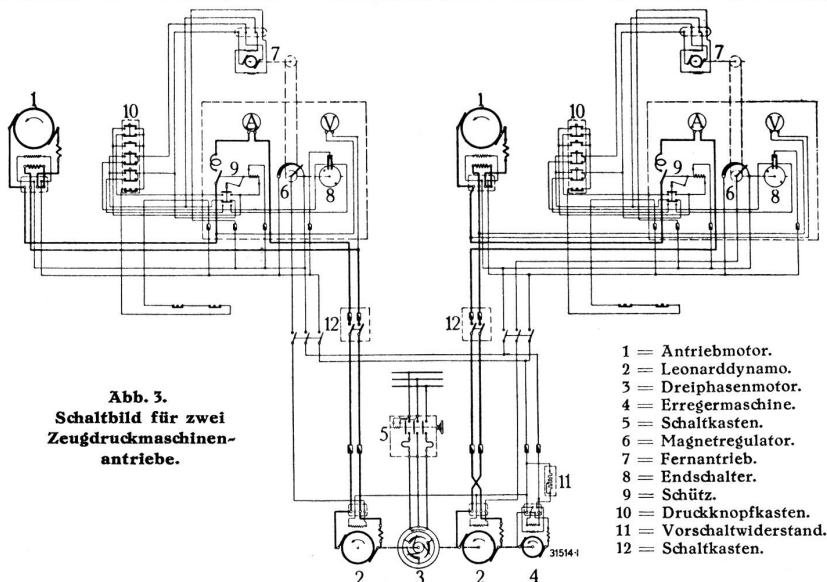 7
7
1
10
A
V
1
10
A
V
9
6
8
9
6
8
12
12
Abb. 3.
Schaltbild für zwei
Zeugdruckmaschinen-
antriebe.
5
11
31514-I
2
3
2
4
1 = Antriebmotor.
2 = Leonarddynamo.
3 = Dreiphasenmotor.
4 = Erregermaschine.
5 = Schaltkasten.
6 = Magnetregulator.
7 = Fernantrieb.
8 = Endschalter.
9 = Schütz.
10 = Druckknopfkasten.
11 = Vorschaltwiderstand.
12 = Schaltkasten.